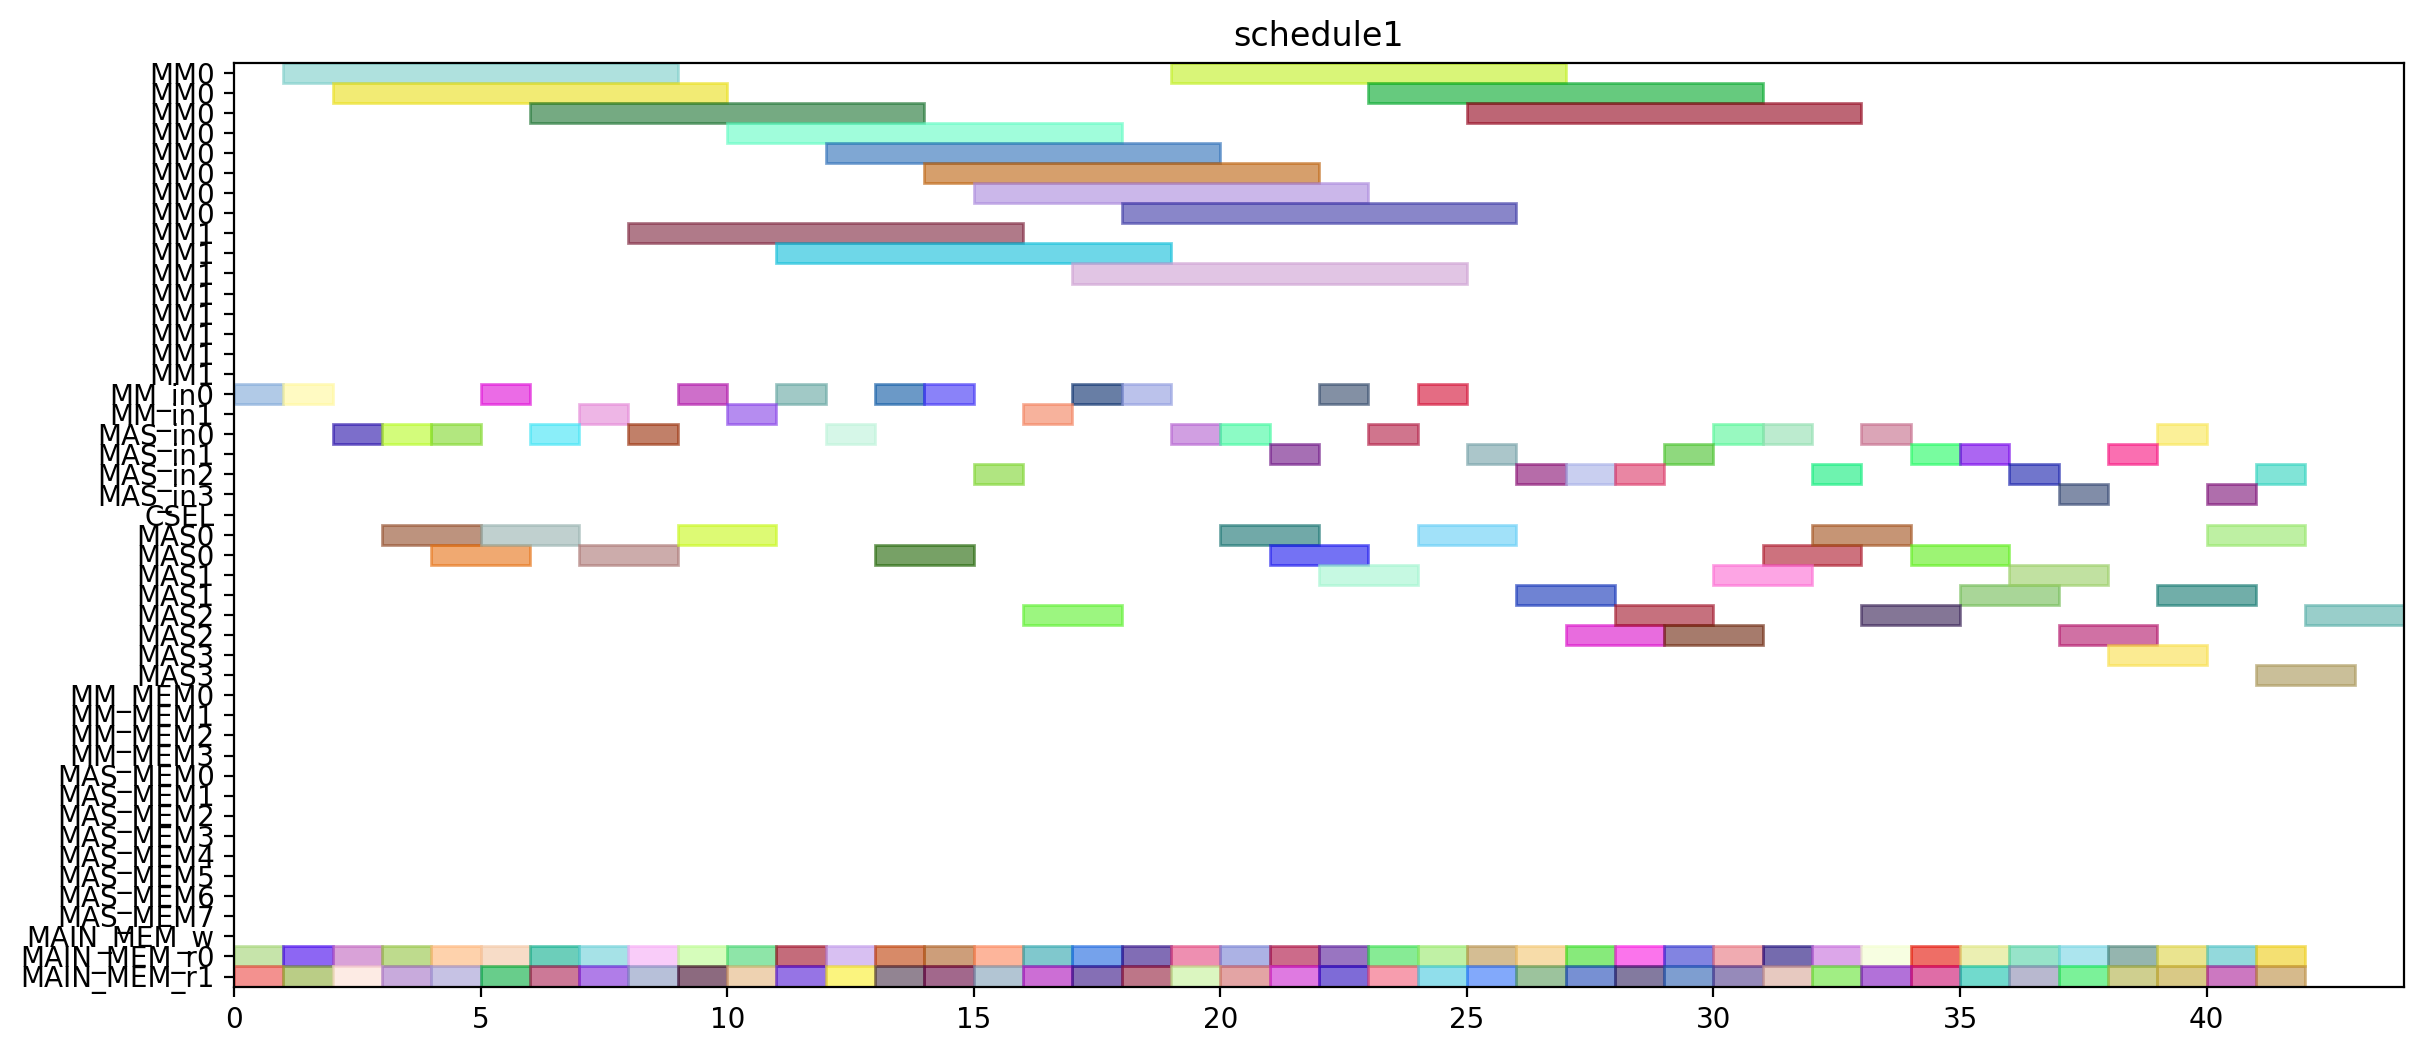 schedule1
MM0
MM0
MM0
MM0
MM0
MM0
MM0
MM0
MM1
MM1
MM1
MM1
MM1
MM1
MM1
MM1
MM_in0
MM_in1
MAS_in0
MAS_in1
MAS_in2
MAS_in3
CSEL
MAS0
MAS0
MAS1
MAS1
MAS2
MAS2
MAS3
MAS3
MM_MEM0
MM_MEM1
MM_MEM2
MM_MEM3
MAS_MEM0
MAS_MEM1
MAS_MEM2
MAS_MEM3
MAS_MEM4
MAS_MEM5
MAS_MEM6
MAS_MEM7
MAIN_MEM_w
MAIN_MEM_r0
MAIN_MEM_r1
0 5 10 15 20 25 30 35 40